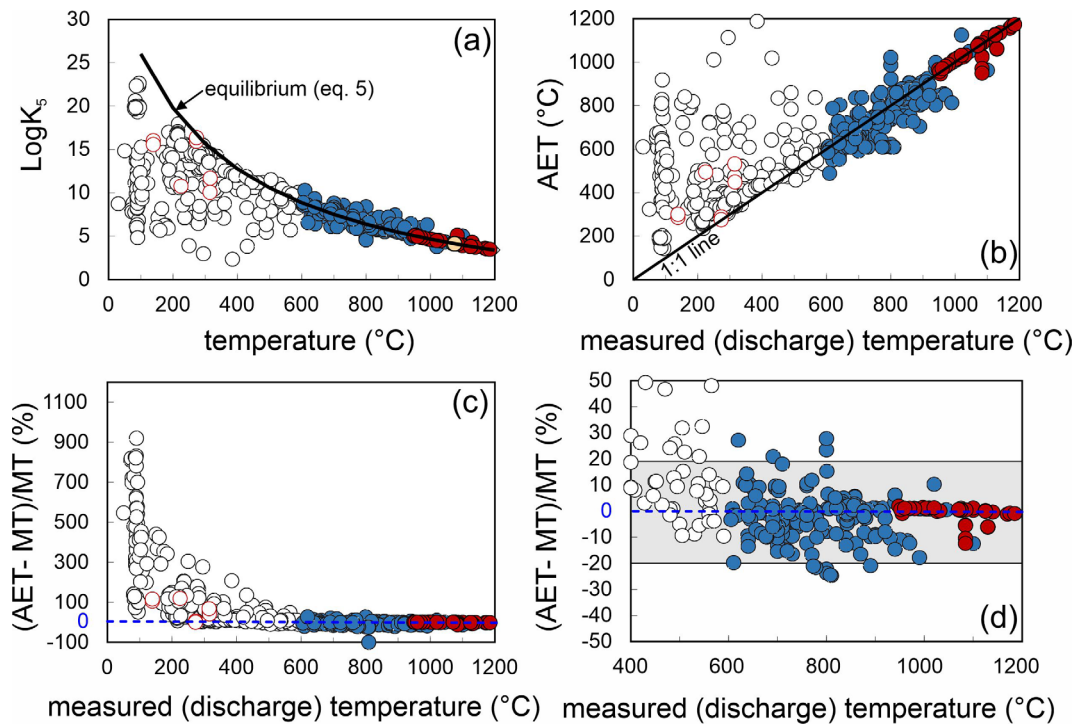 30
25
20
15
10
5
0
LogK5
(a)
equilibrium (eq. 5)
0 200 400 600 800 1000 1200
temperature (°C)
1200
1000
800
600
400
200
0
AET (°C)
1:1 line
(b)
0 200 400 600 800 1000 1200
measured (discharge) temperature (°C)
1100
900
700
500
300
100
0
-100
(AET- MT)/MT (%)
(c)
0 200 400 600 800 1000 1200
measured (discharge) temperature (°C)
50
40
30
20
10
0
-10
-20
-30
-40
-50
(AET- MT)/MT (%)
(d)
400 600 800 1000 1200
measured (discharge) temperature (°C)